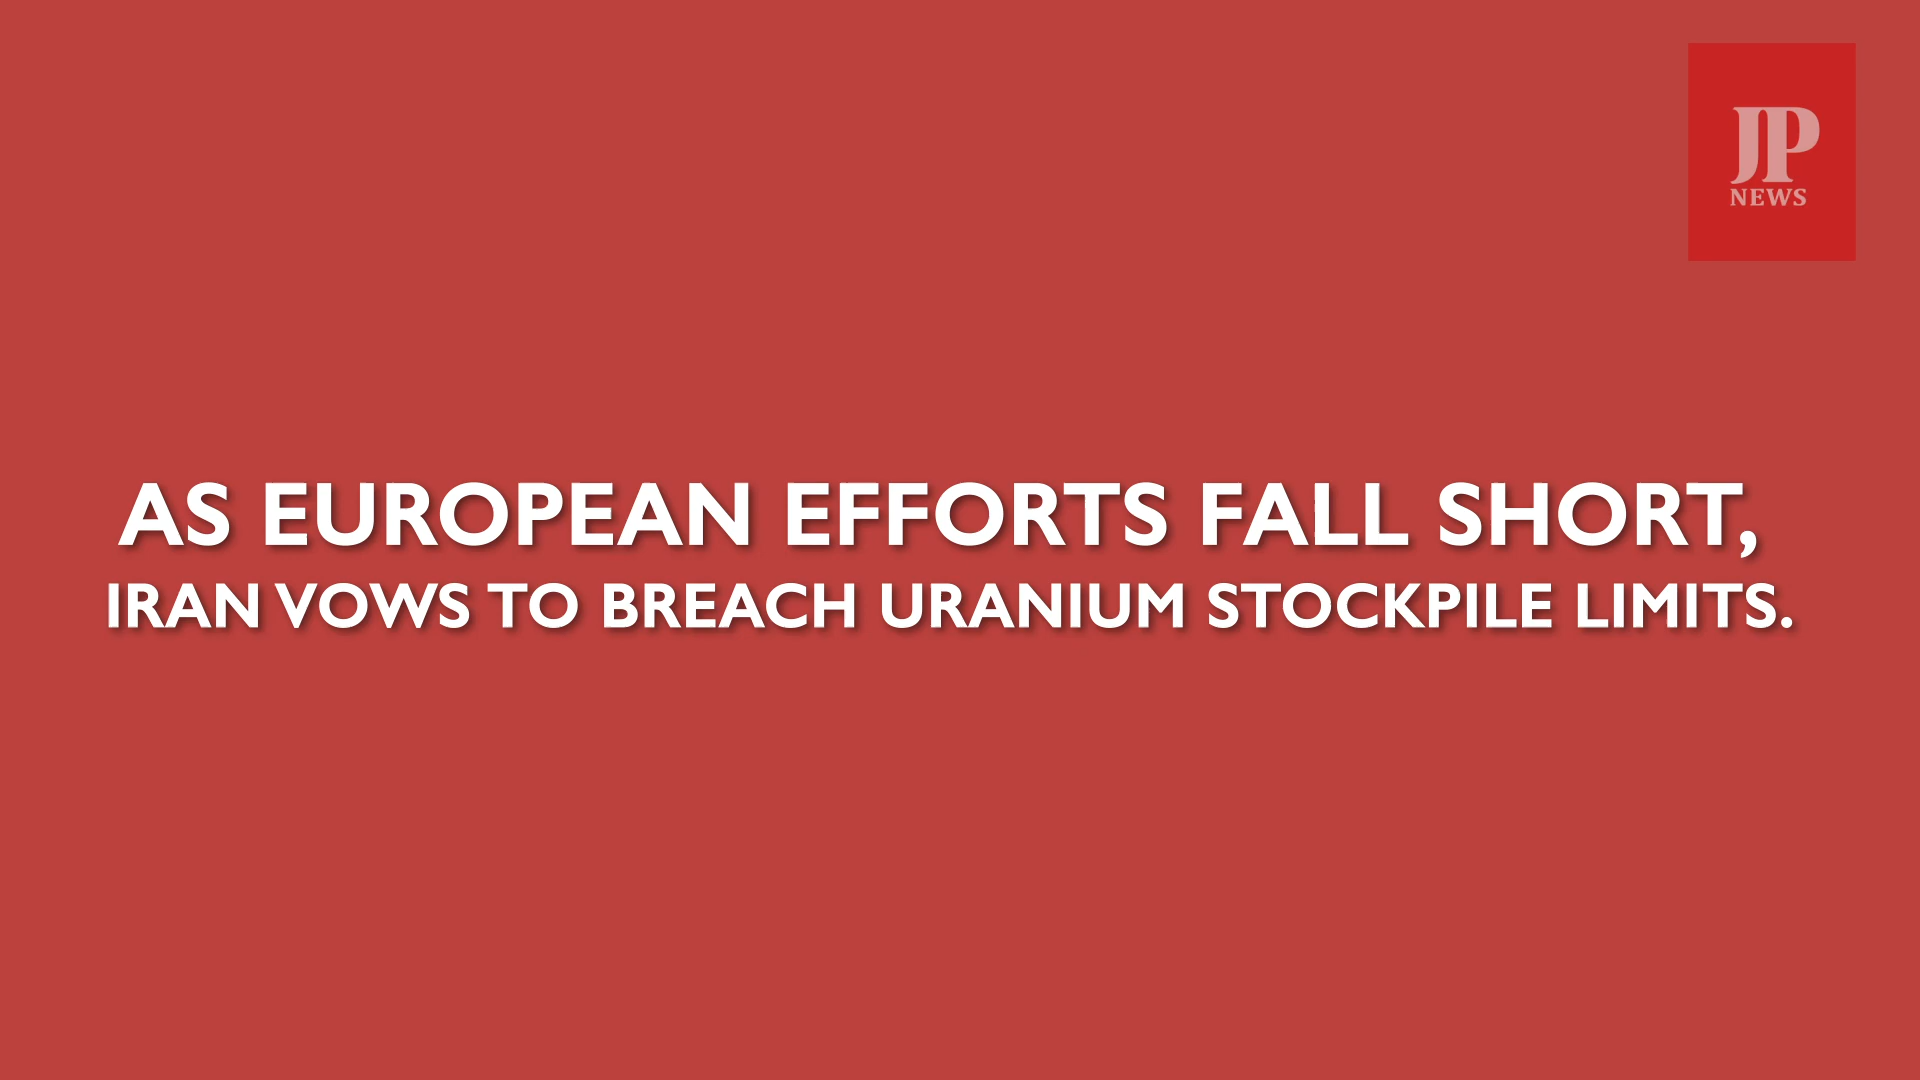 JP
NEWS
AS EUROPEAN EFFORTS FALL SHORT,
IRAN VOWS TO BREACH URANIUM STOCKPILE LIMITS.